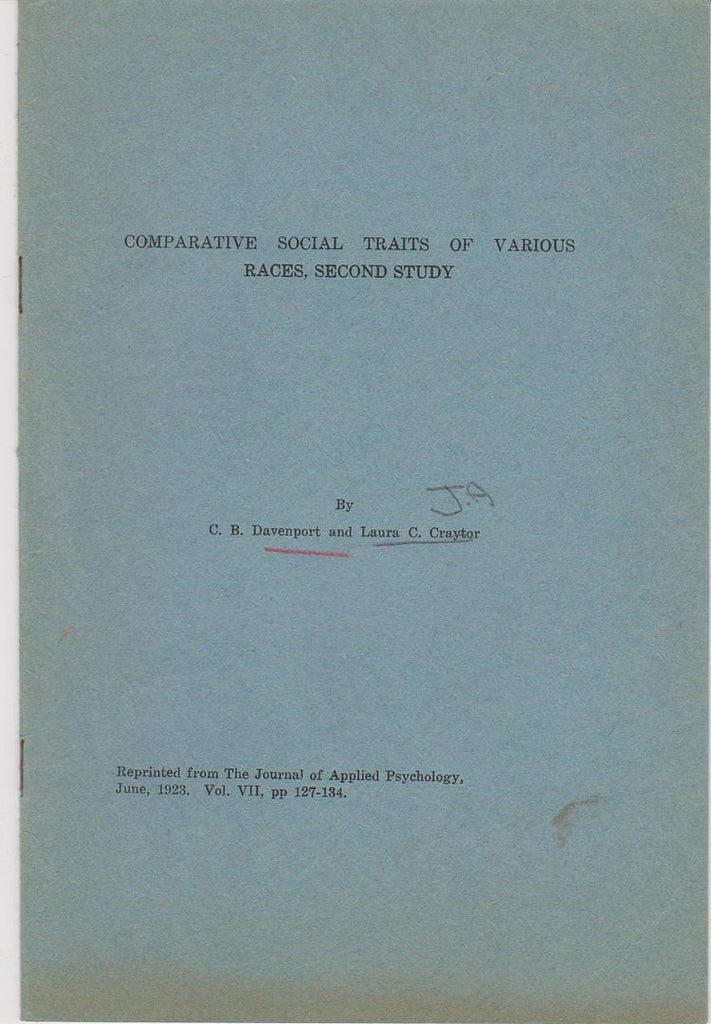 COMPARATIVE SOCIAL TRAITS OF VARIOUS
RACES, SECOND STUDY
J.A
By
C. B. Davenport and Laura C. Craytor
Reprinted from The Journal of Applied Psychology,
June, 1923. Vol. VII, pp 127-134.